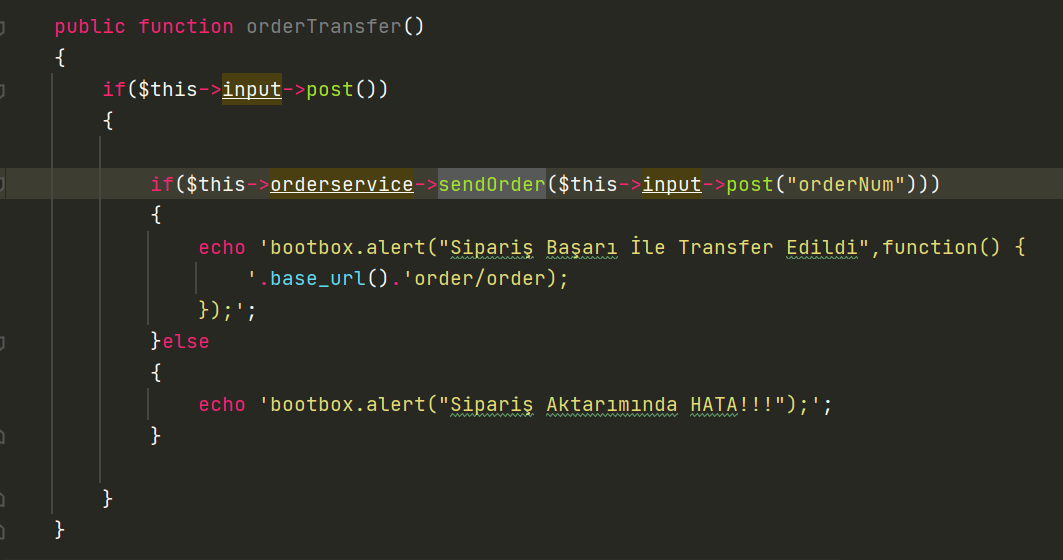 public function orderTransfer()
{
if($this->input->post())
{
if($this->orderservice->sendOrder($this->input->post("orderNum")))
{
echo 'bootbox.alert("Sipariş Başarı İle Transfer Edildi",function() {
'.base_url().'order/order);
});';
}else
{
echo 'bootbox.alert("Sipariş Aktarımında HATA!!!");';
}
}
}